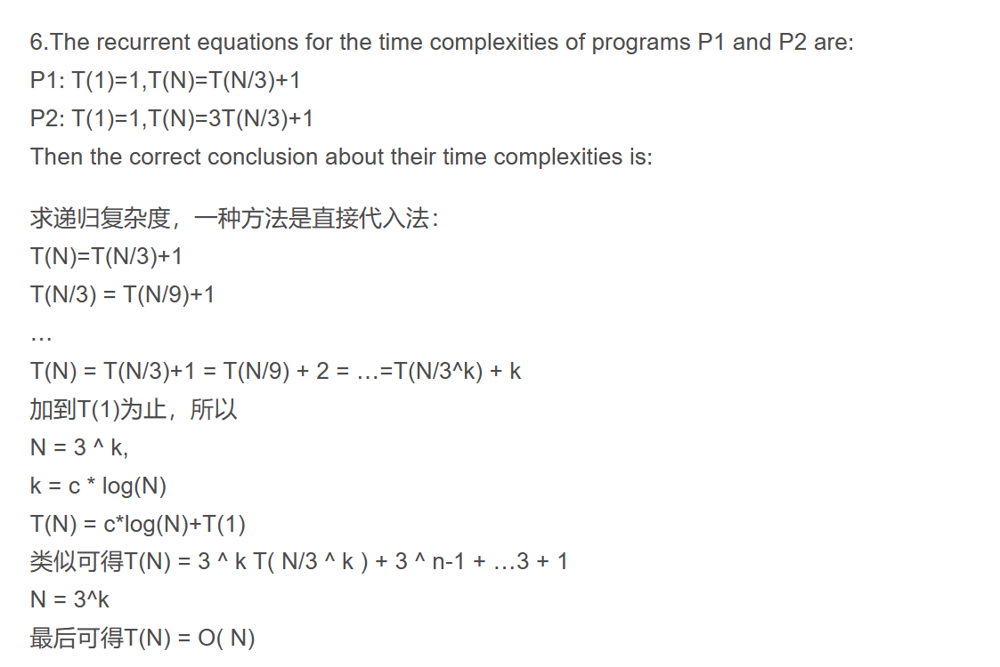 6.The recurrent equations for the time complexities of programs P1 and P2 are:
P1: T(1)=1,T(N)=T(N/3)+1
P2: T(1)=1,T(N)=3T(N/3)+1
Then the correct conclusion about their time complexities is:
求递归复杂度，一种方法是直接代入法：
T(N)=T(N/3)+1
T(N/3) = T(N/9)+1
…
T(N) = T(N/3)+1 = T(N/9) + 2 = …=T(N/3^k) + k
加到T(1)为止，所以
N = 3 ^ k,
k = c * log(N)
T(N) = c*log(N)+T(1)
类似可得T(N) = 3 ^ k T( N/3 ^ k ) + 3 ^ n-1 + …3 + 1
N = 3^k
最后可得T(N) = O( N)